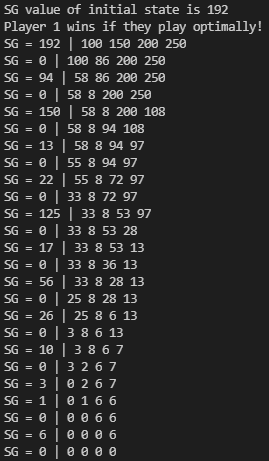 SG value of initial state is 192
Player 1 wins if they play optimally!
SG = 192 | 100 150 200 250
SG = 0 | 100 86 200 250
SG = 94 | 58 86 200 250
SG = 0 | 58 8 200 250
SG = 150 | 58 8 200 108
SG = 0 | 58 8 94 108
SG = 13 | 58 8 94 97
SG = 0 | 55 8 94 97
SG = 22 | 55 8 72 97
SG = 0 | 33 8 72 97
SG = 125 | 33 8 53 97
SG = 0 | 33 8 53 28
SG = 17 | 33 8 53 13
SG = 0 | 33 8 36 13
SG = 56 | 33 8 28 13
SG = 0 | 25 8 28 13
SG = 26 | 25 8 6 13
SG = 0 | 3 8 6 13
SG = 10 | 3 8 6 7
SG = 0 | 3 2 6 7
SG = 3 | 0 2 6 7
SG = 1 | 0 1 6 6
SG = 0 | 0 0 6 6
SG = 6 | 0 0 0 6
SG = 0 | 0 0 0 0